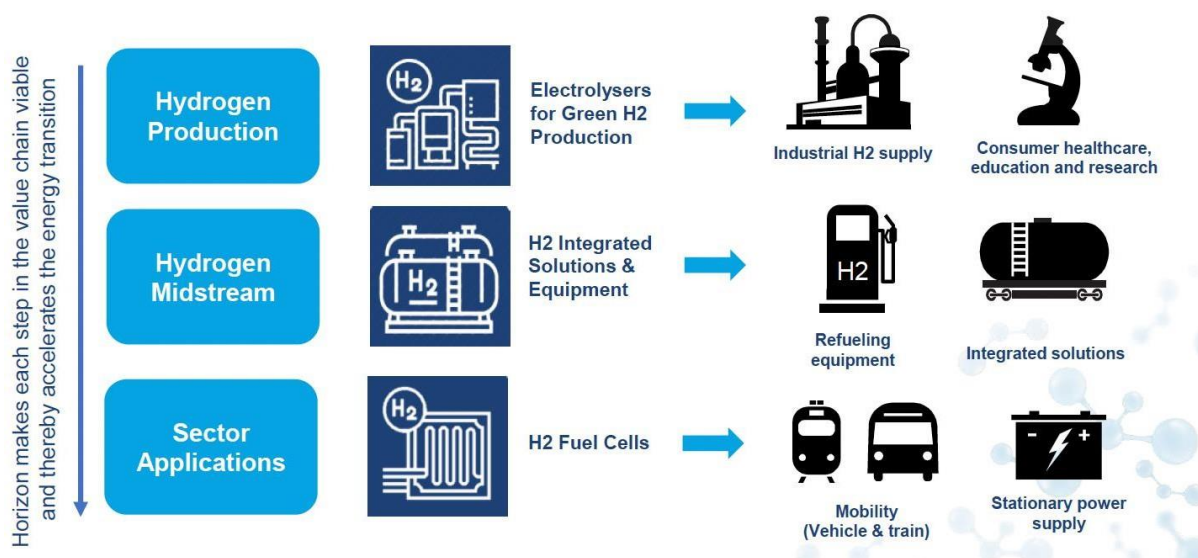 Horizon makes each step in the value chain viable
and thereby accelerates the energy transition
Hydrogen
Production
H2
Electrolysers
for Green H2
Production
Industrial H2 supply
Consumer healthcare,
education and research
Hydrogen
Midstream
H2
H2 Integrated
Solutions &
Equipment
H2
Refueling
equipment
Integrated solutions
Sector
Applications
H2
H2 Fuel Cells
Mobility
(Vehicle & train)
- +
Stationary power
supply